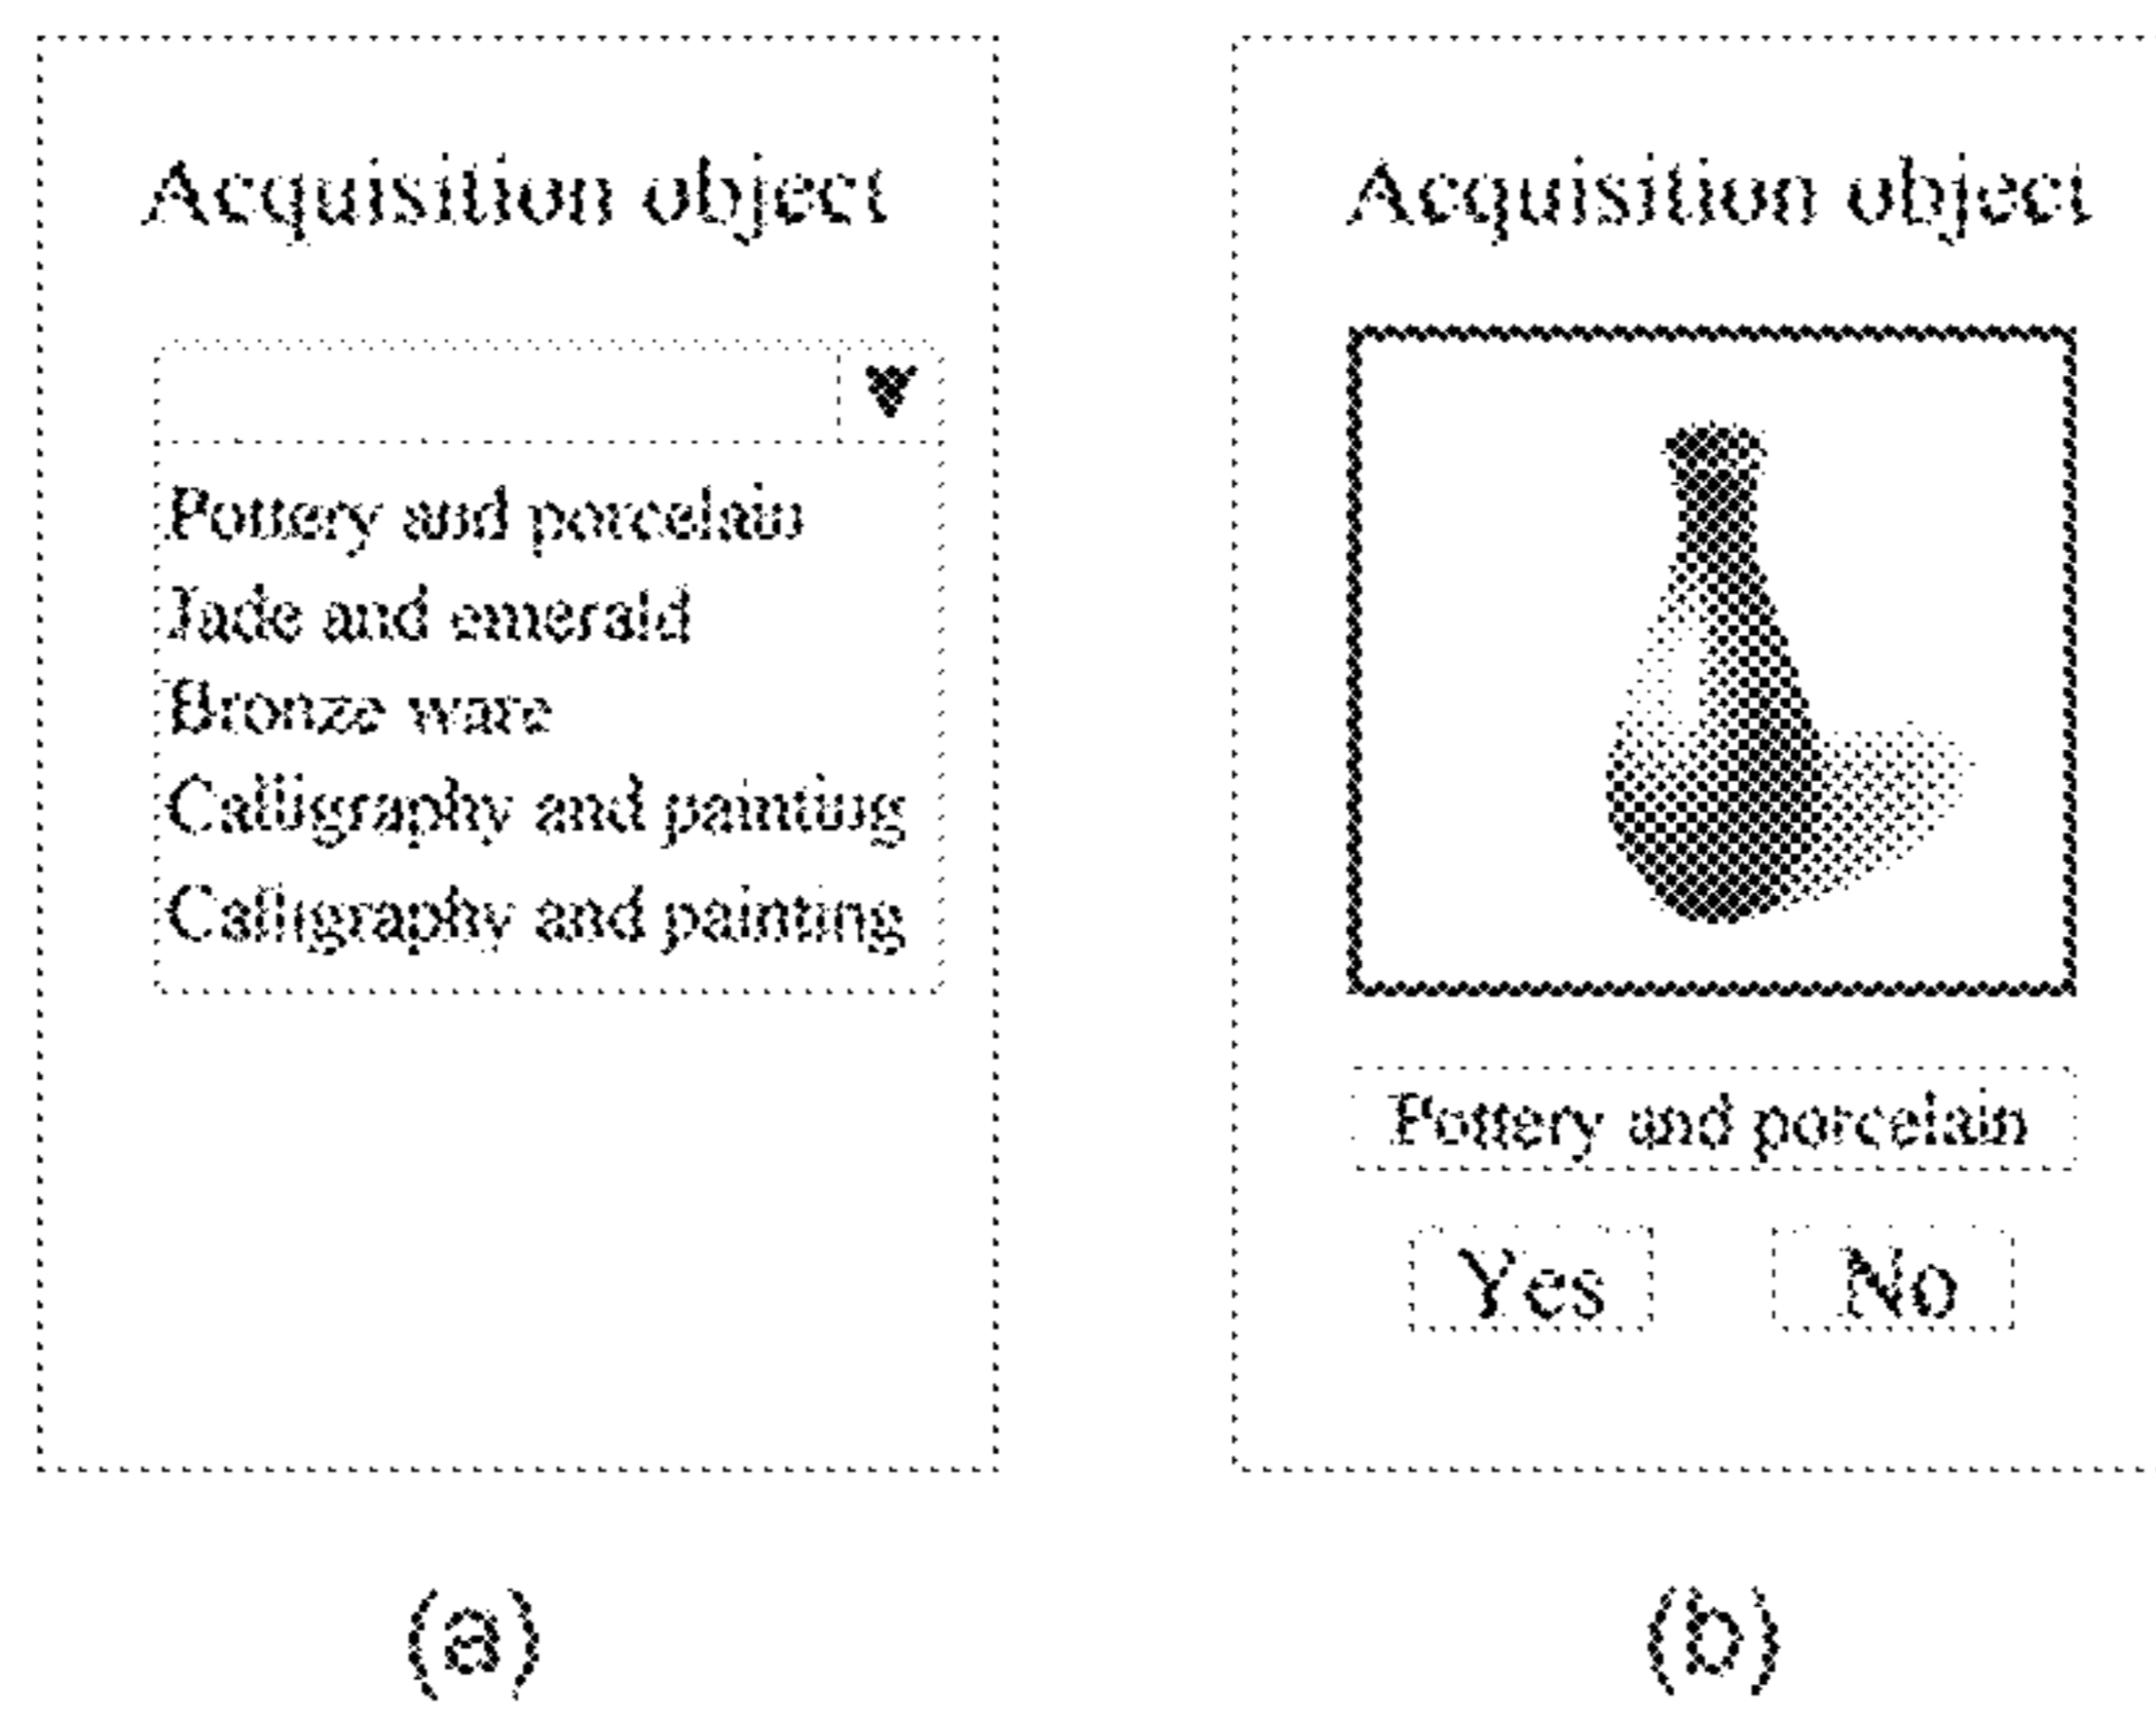 Acquisition object
Pottery and porcelain
Jade and emerald
Bronze ware
Calligraphy and painting
Calligraphy and painting
(a)
Acquisition object
Pottery and porcelain
Yes No
(b)